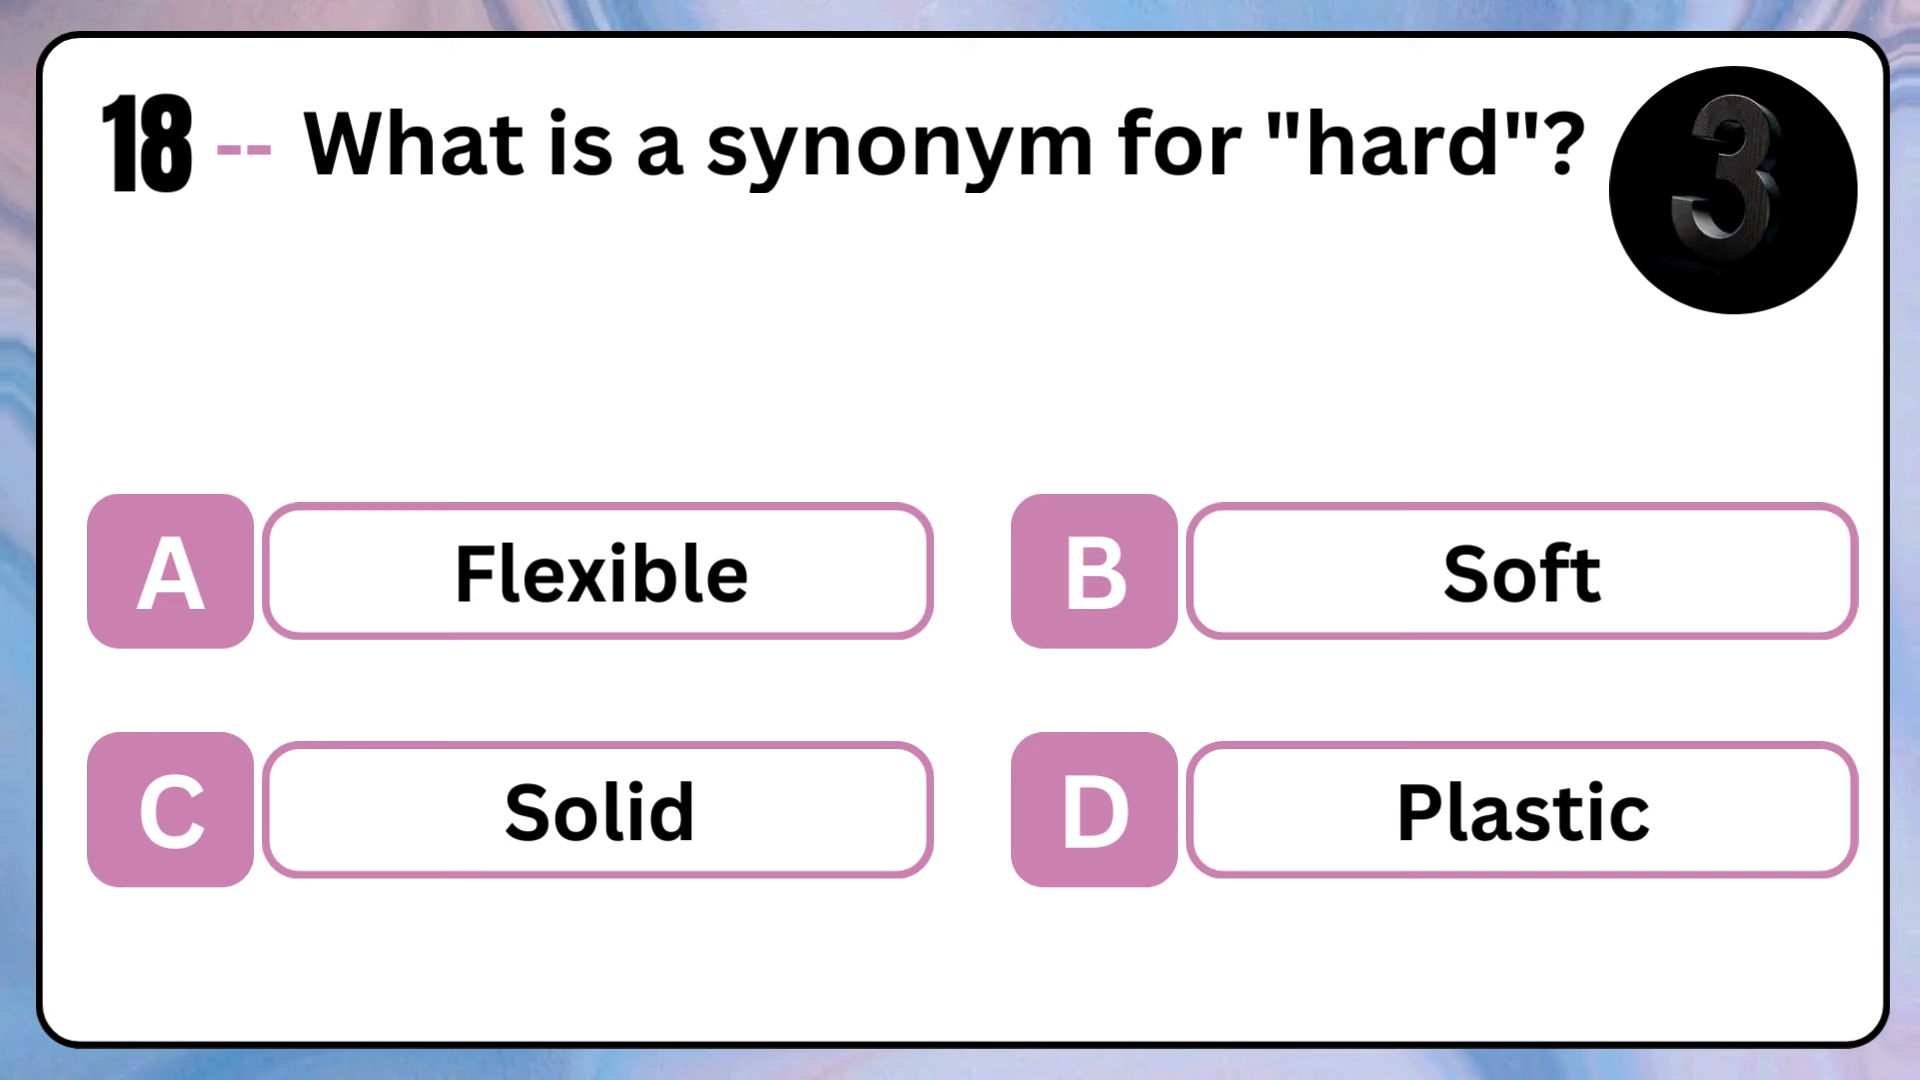 18 -- What is a synonym for "hard"?
3
A Flexible
B Soft
C Solid
D Plastic